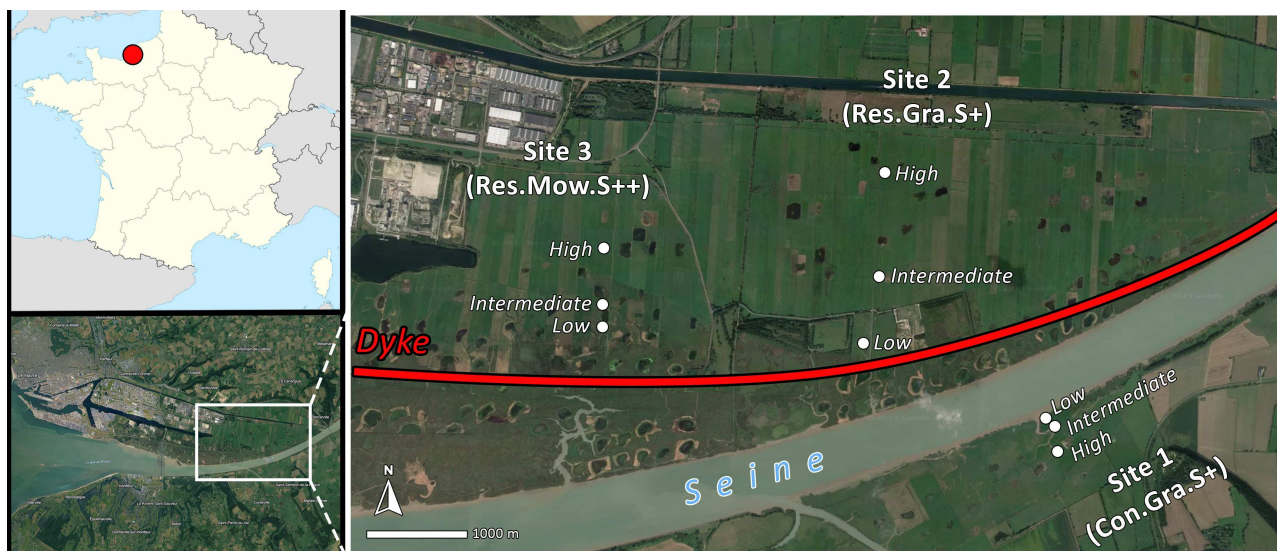 Site 2
(Res.Gra.S+)
Site 3
(Res.Mow.S++)
High
High
Intermediate
Intermediate
Low
Low
Dyke
Low
Intermediate
High
Site 1
(Con.Gra.S+)
Seine
N
1000 m